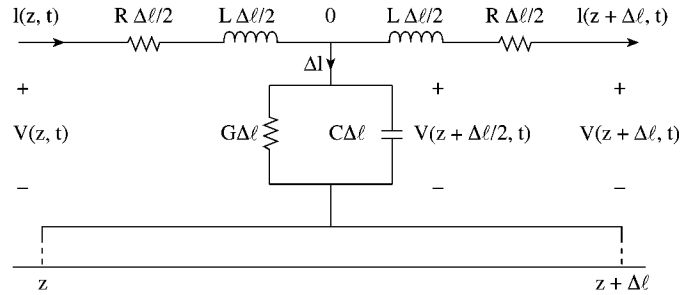 I(z, t) R Δℓ/2 L Δℓ/2 0 L Δℓ/2 R Δℓ/2 I(z + Δℓ, t)
ΔI
+ + +
V(z, t) GΔℓ CΔℓ V(z + Δℓ/2, t) V(z + Δℓ, t)
− − −
z z + Δℓ